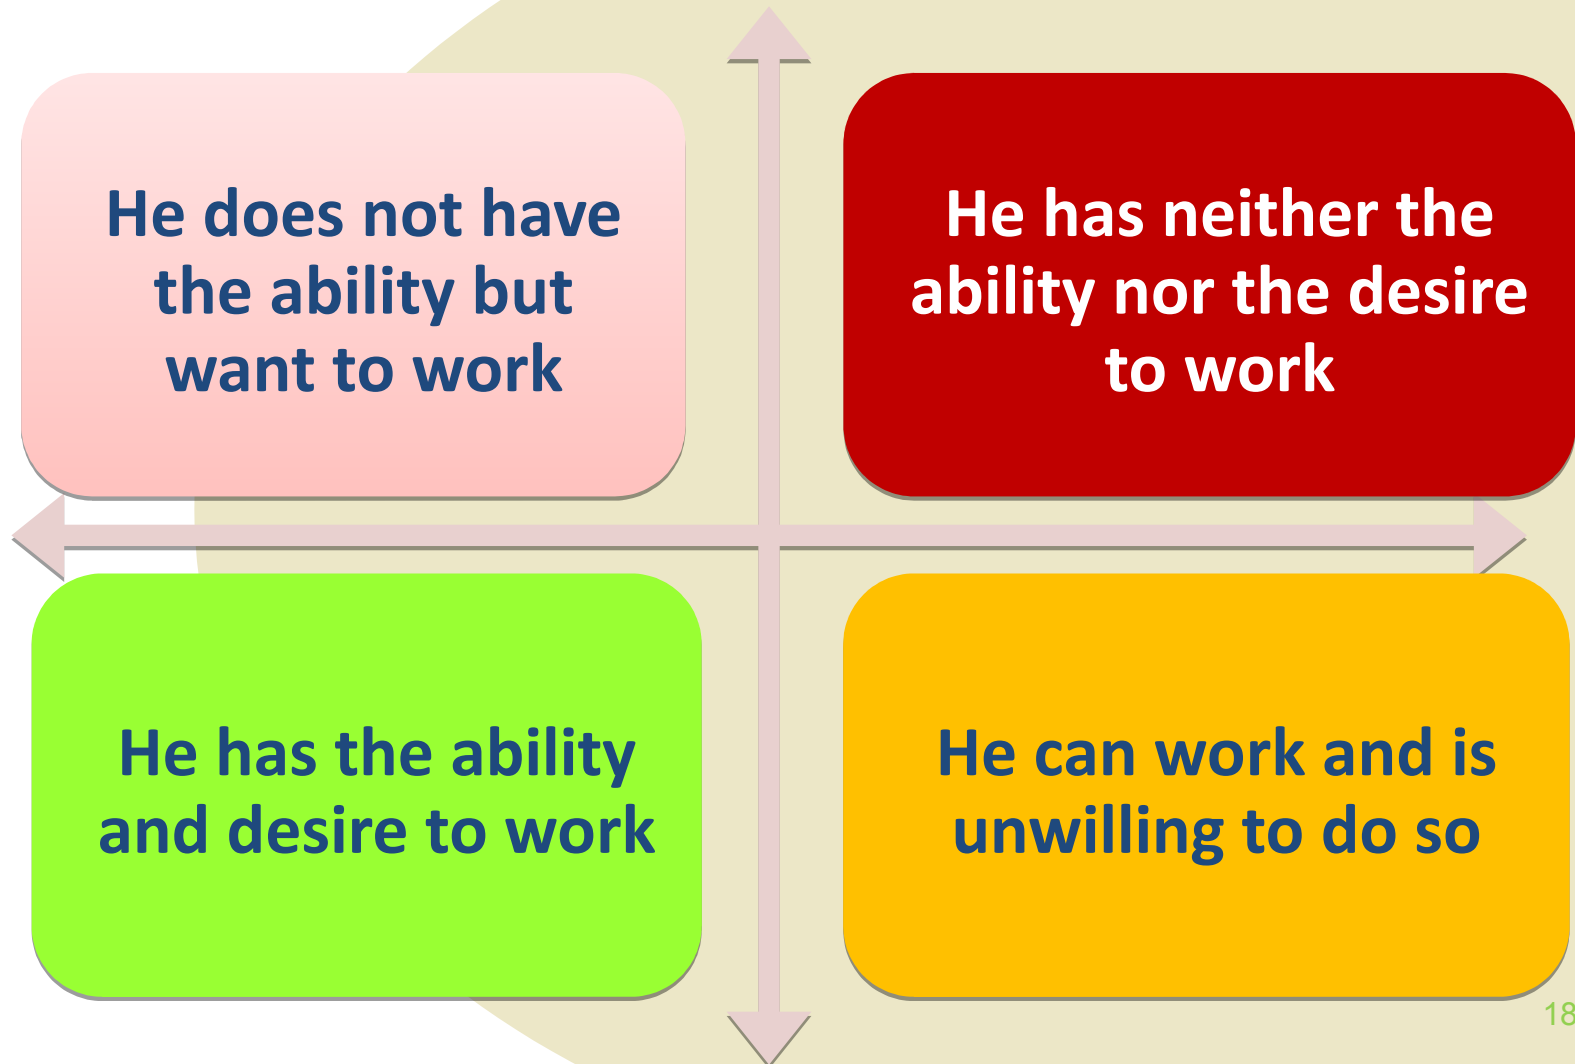 He does not have
the ability but
want to work
He has neither the
ability nor the desire
to work
He has the ability
and desire to work
He can work and is
unwilling to do so
18